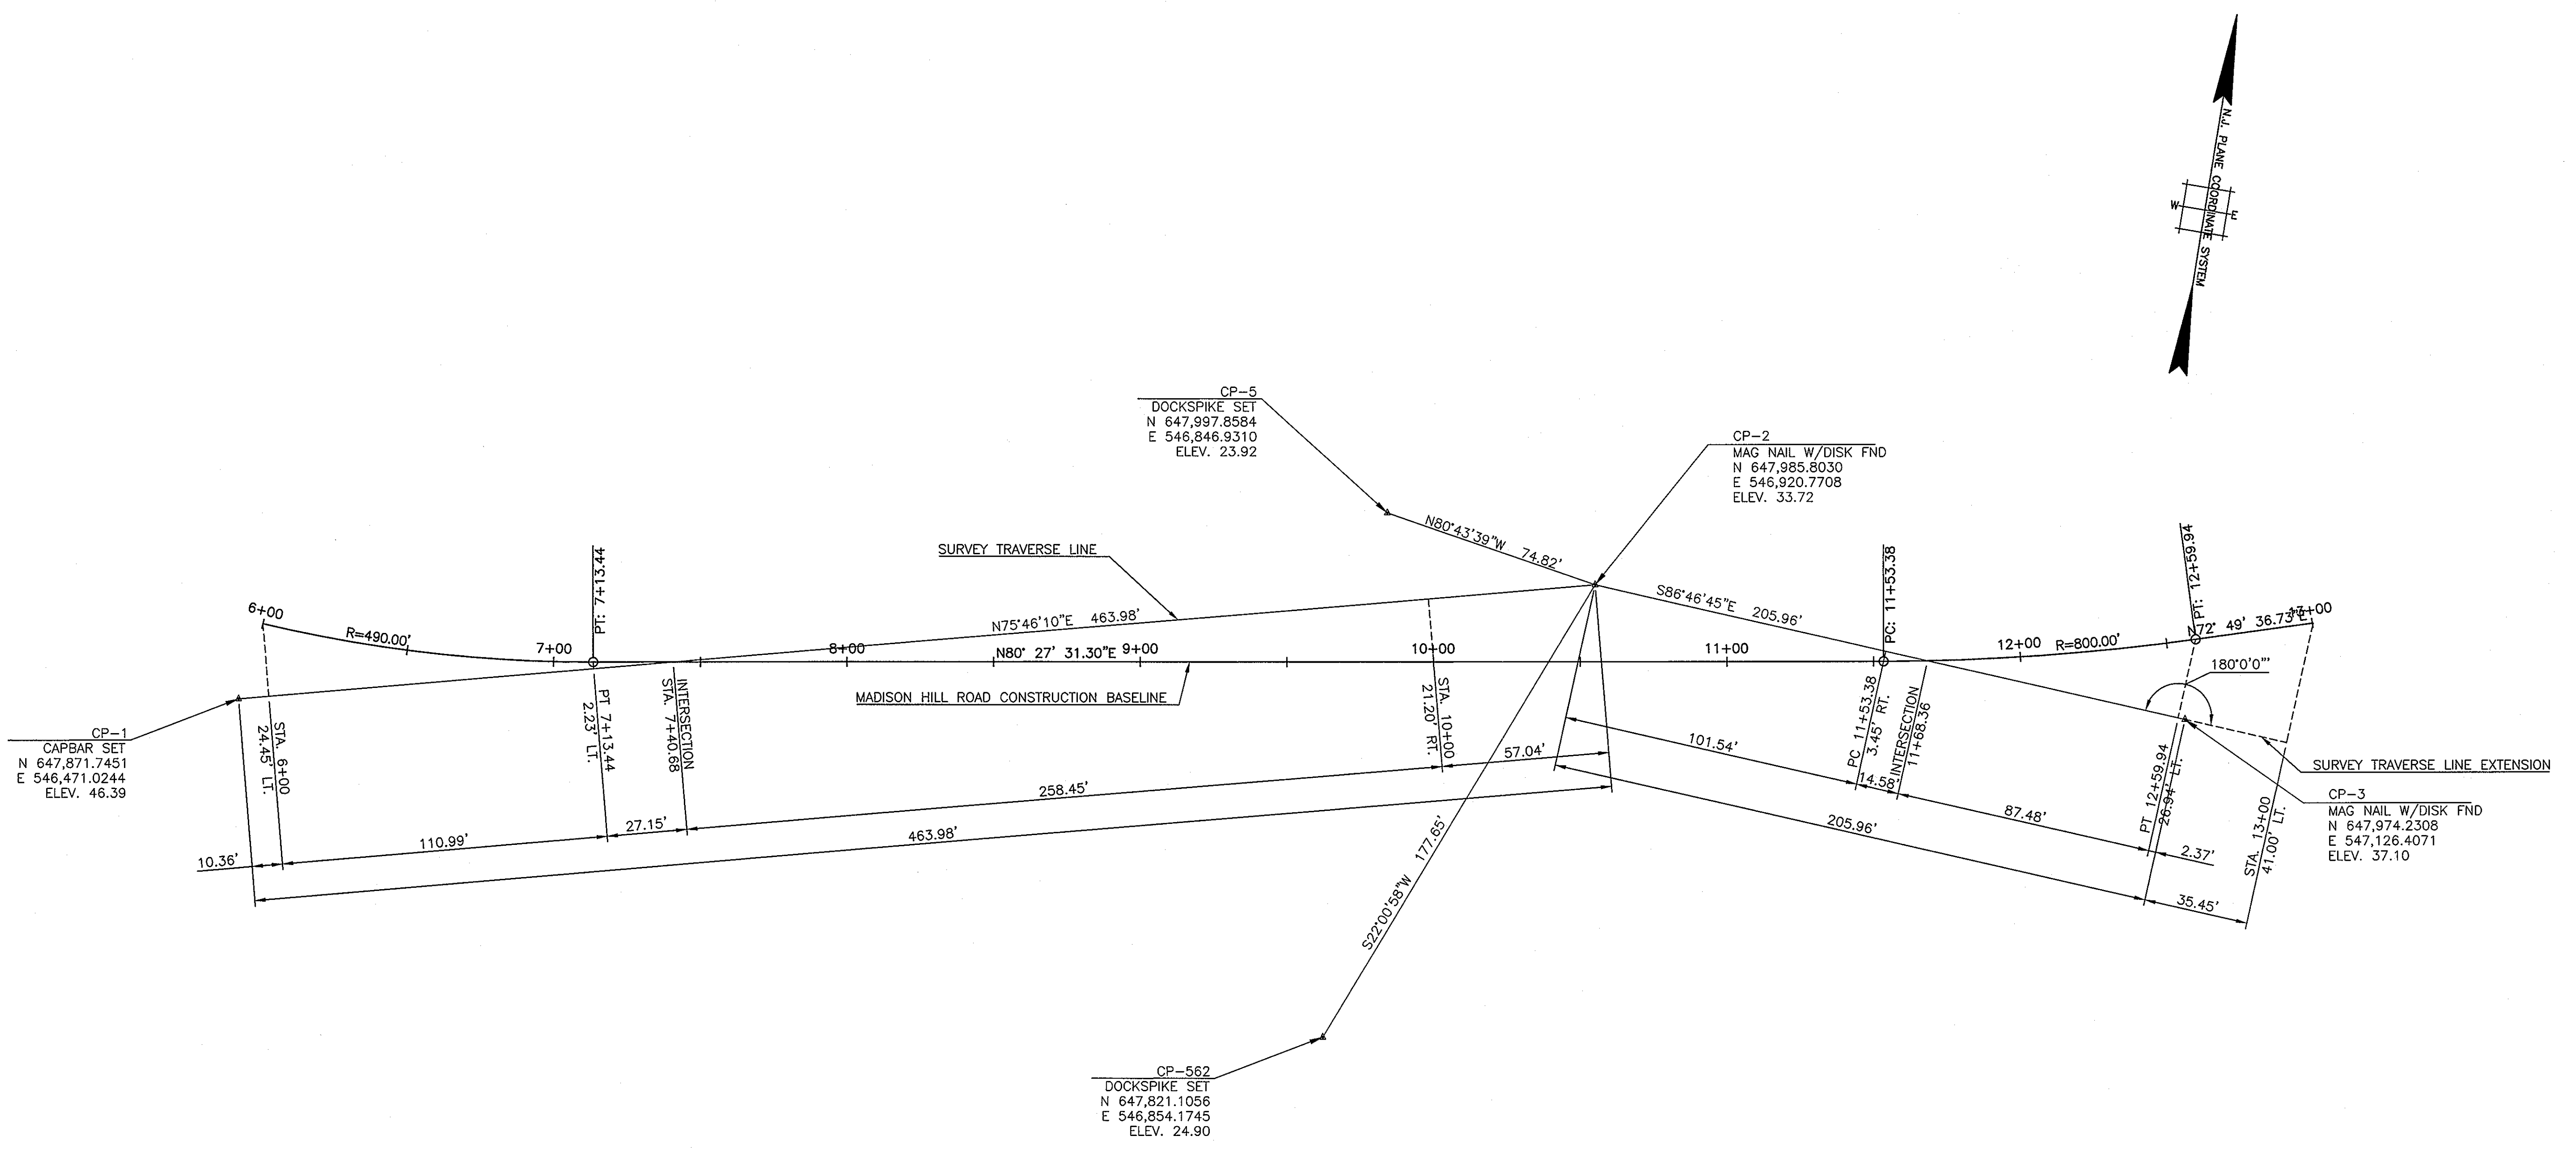 N.J. PLANE COORDINATE SYSTEM
W
E
CP-5
DOCKSPIKE SET
N 647,997.8584
E 546,846.9310
ELEV. 23.92
CP-2
MAG NAIL W/DISK FND
N 647,985.8030
E 546,920.7708
ELEV. 33.72
N80°43'39"W 74.82'
SURVEY TRAVERSE LINE
PT: 7+13.44
PC: 11+53.38
PT: 12+59.94
S86°46'45"E 205.96'
6+00
R=490.00'
7+00
8+00
N75°46'10"E 463.98'
N80° 27' 31.30"E
9+00
10+00
11+00
12+00
R=800.00'
N72° 49' 36.73"E
13+00
180°0'0"'
MADISON HILL ROAD CONSTRUCTION BASELINE
CP-1
CAPBAR SET
N 647,871.7451
E 546,471.0244
ELEV. 46.39
STA. 6+00
24.45' LT.
PT 7+13.44
2.23' LT.
INTERSECTION
STA. 7+40.68
STA. 10+00
21.20' RT.
PC 11+53.38
3.45' RT.
INTERSECTION
11+68.36
PT 12+59.94
26.94' LT.
STA. 13+00
41.00' LT.
SURVEY TRAVERSE LINE EXTENSION
CP-3
MAG NAIL W/DISK FND
N 647,974.2308
E 547,126.4071
ELEV. 37.10
10.36'
110.99'
27.15'
258.45'
57.04'
463.98'
101.54'
14.58'
87.48'
2.37'
205.96'
35.45'
S22°00'58"W 177.65'
CP-562
DOCKSPIKE SET
N 647,821.1056
E 546,854.1745
ELEV. 24.90